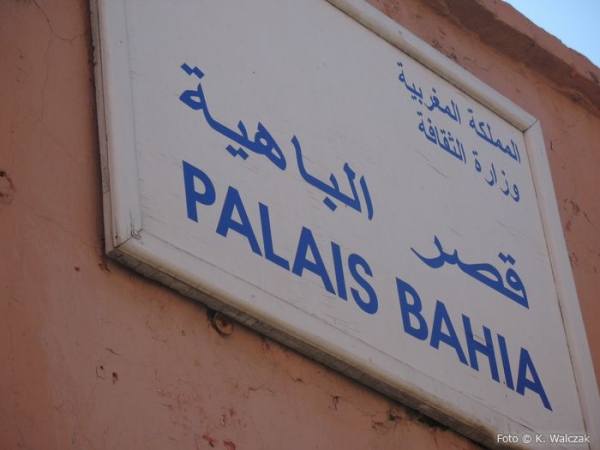 المملكة المغربية
وزارة الثقافة
قصر الباهية
PALAIS BAHIA
Foto © K. Walczak